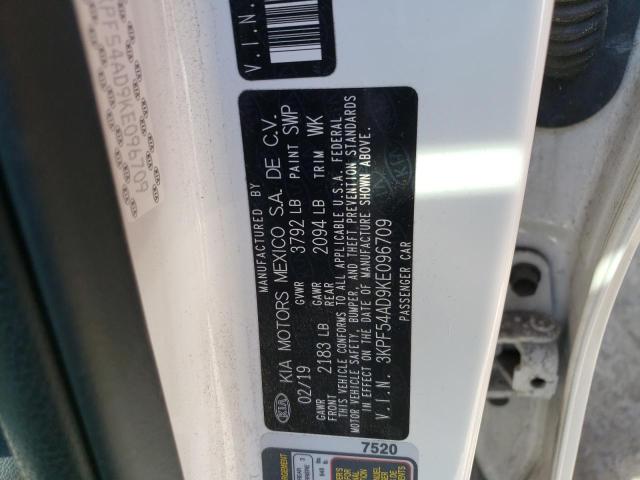 3KPF54AD9KE096709
V.I.N.
MANUFACTURED BY
KIA MOTORS MEXICO S.A. DE C.V.
KIA
02/19 GVWR 3792 LB PAINT SWP
GAWR FRONT 2183 LB GAWR REAR 2094 LB TRIM WK
THIS VEHICLE CONFORMS TO ALL APPLICABLE U.S.A. FEDERAL
MOTOR VEHICLE SAFETY, BUMPER, AND THEFT PREVENTION STANDARDS
IN EFFECT ON THE DATE OF MANUFACTURE SHOWN ABOVE.
V.I.N. 3KPF54AD9KE096709
PASSENGER CAR
7520